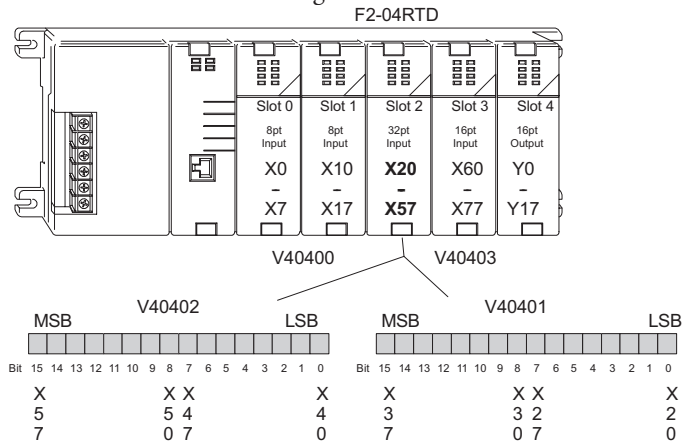 F2-04RTD
Slot 0 Slot 1 Slot 2 Slot 3 Slot 4
8pt 8pt 32pt 16pt 16pt
Input Input Input Input Output
X0 X10 X20 X60 Y0
- - - -
X7 X17 X57 X77 Y17
V40400 V40403
V40402 V40401
MSB LSB MSB LSB
Bit 15 14 13 12 11 10 9 8 7 6 5 4 3 2 1 0 Bit 15 14 13 12 11 10 9 8 7 6 5 4 3 2 1 0
X X X X X X X X
5 5 4 4 3 3 2 2
7 0 7 0 7 0 7 0